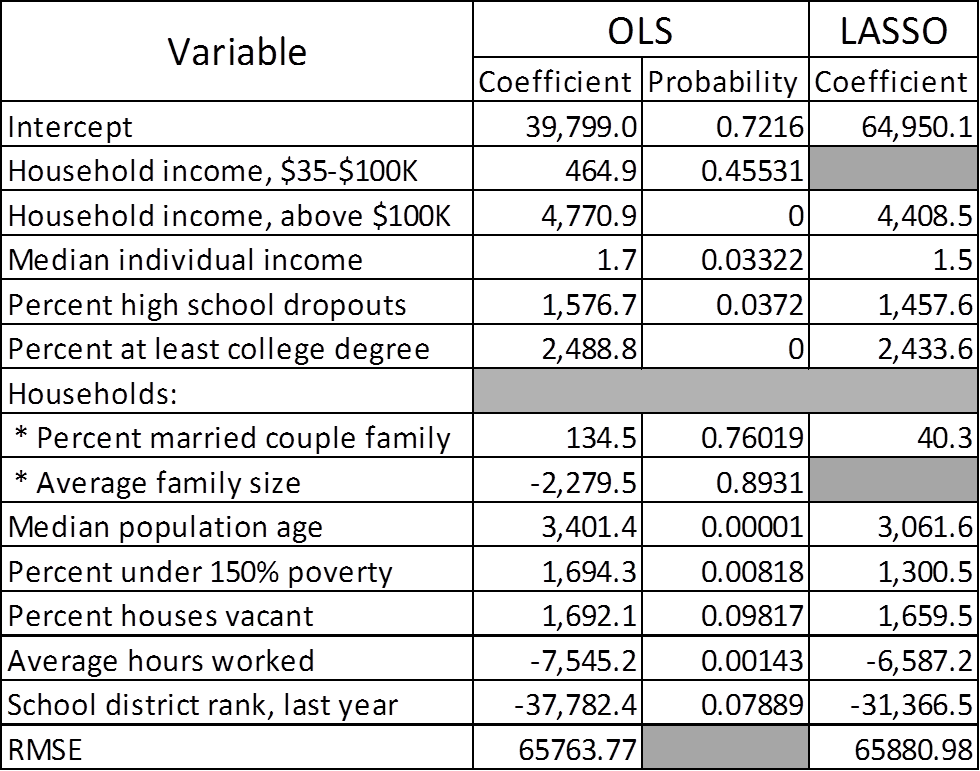 Variable OLS LASSO
Coefficient Probability Coefficient
Intercept 39,799.0 0.7216 64,950.1
Household income, $35-$100K 464.9 0.45531
Household income, above $100K 4,770.9 0 4,408.5
Median individual income 1.7 0.03322 1.5
Percent high school dropouts 1,576.7 0.0372 1,457.6
Percent at least college degree 2,488.8 0 2,433.6
Households:
* Percent married couple family 134.5 0.76019 40.3
* Average family size -2,279.5 0.8931
Median population age 3,401.4 0.00001 3,061.6
Percent under 150% poverty 1,694.3 0.00818 1,300.5
Percent houses vacant 1,692.1 0.09817 1,659.5
Average hours worked -7,545.2 0.00143 -6,587.2
School district rank, last year -37,782.4 0.07889 -31,366.5
RMSE 65763.77 65880.98